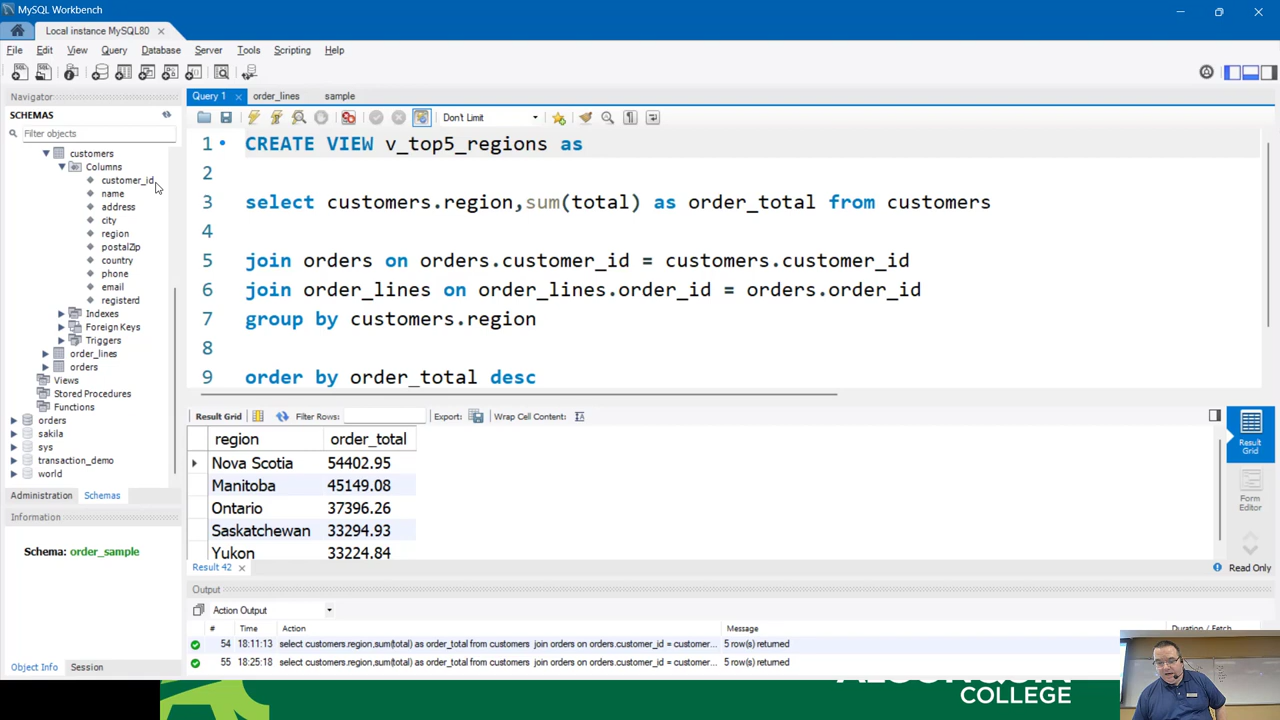 MySQL Workbench
Local instance MySQL80
File Edit View Query Database Server Tools Scripting Help
Navigator
SCHEMAS
Filter objects
customers
Columns
customer_id
name
address
city
region
postalZip
country
phone
email
registerd
Indexes
Foreign Keys
Triggers
order_lines
orders
Views
Stored Procedures
Functions
orders
sakila
sys
transaction_demo
world
Administration Schemas
Information
Schema: order_sample
Object Info Session
Query 1 order_lines sample
Don't Limit
1 CREATE VIEW v_top5_regions as
2
3 select customers.region,sum(total) as order_total from customers
4
5 join orders on orders.customer_id = customers.customer_id
6 join order_lines on order_lines.order_id = orders.order_id
7 group by customers.region
8
9 order by order_total desc
Result Grid Filter Rows: Export: Wrap Cell Content:
region order_total
Nova Scotia 54402.95
Manitoba 45149.08
Ontario 37396.26
Saskatchewan 33294.93
Yukon 33224.84
Result Grid
Form Editor
Result 42
Read Only
Output
Action Output
# Time Action Message Duration / Fetch
54 18:11:13 select customers.region,sum(total) as order_total from customers join orders on orders.customer_id = customer... 5 row(s) returned
55 18:25:18 select customers.region,sum(total) as order_total from customers join orders on orders.customer_id = customer... 5 row(s) returned
COLLEGE